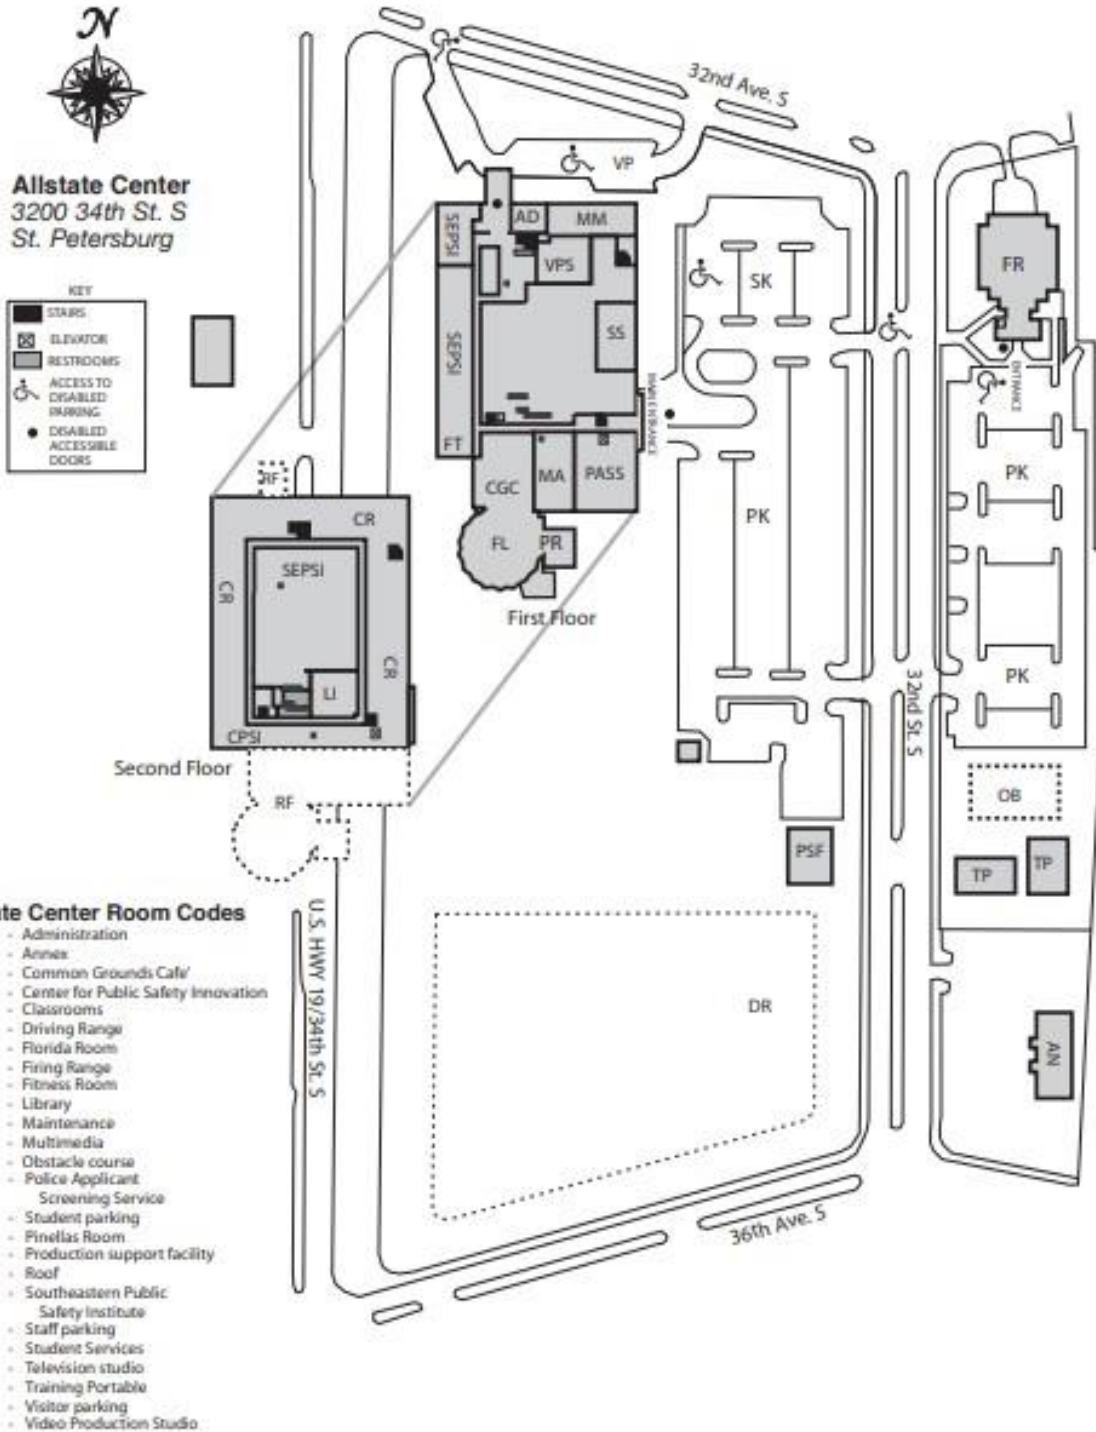 N
Allstate Center
3200 34th St. S
St. Petersburg
KEY
STAIRS
ELEVATOR
RESTROOMS
ACCESS TO
DISABLED
PARKING
DISABLED
ACCESSIBLE
DOORS
32nd Ave. S
VP
SEPSI
AD
MM
VPS
SS
SEPSI
FT
CGC
MA
PASS
FL
PR
First Floor
MAIN ENTRANCE
SK
PK
FR
ENTRANCE
PK
PK
OB
TP
TP
AN
PSF
DR
32nd St. S
36th Ave. S
U.S. HWY 19/34th St. S
RF
CR
SEPSI
CR
CR
LI
CPSI
Second Floor
RF
te Center Room Codes
- Administration
- Annex
- Common Grounds Cafe'
- Center for Public Safety Innovation
- Classrooms
- Driving Range
- Florida Room
- Firing Range
- Fitness Room
- Library
- Maintenance
- Multimedia
- Obstacle course
- Police Applicant
Screening Service
- Student parking
- Pinellas Room
- Production support facility
- Roof
- Southeastern Public
Safety Institute
- Staff parking
- Student Services
- Television studio
- Training Portable
- Visitor parking
- Video Production Studio